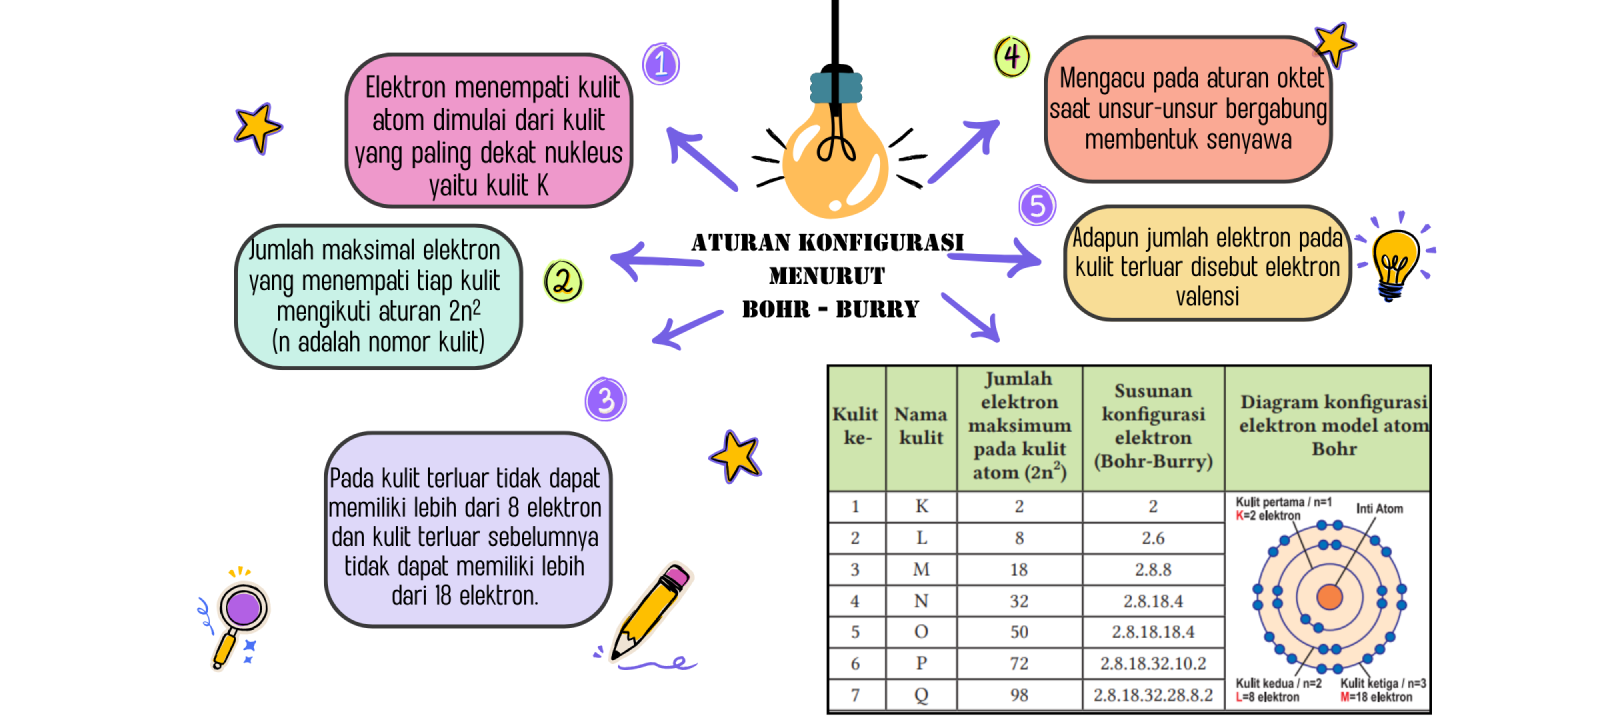 1
Elektron menempati kulit
atom dimulai dari kulit
yang paling dekat nukleus
yaitu kulit K
2
Jumlah maksimal elektron
yang menempati tiap kulit
mengikuti aturan 2n²
(n adalah nomor kulit)
3
Pada kulit terluar tidak dapat
memiliki lebih dari 8 elektron
dan kulit terluar sebelumnya
tidak dapat memiliki lebih
dari 18 elektron.
ATURAN KONFIGURASI
MENURUT
BOHR - BURRY
4
Mengacu pada aturan oktet
saat unsur-unsur bergabung
membentuk senyawa
5
Adapun jumlah elektron pada
kulit terluar disebut elektron
valensi
Kulit
ke-
Nama
kulit
Jumlah
elektron
maksimum
pada kulit
atom (2n²)
Susunan
konfigurasi
elektron
(Bohr-Burry)
Diagram konfigurasi
elektron model atom
Bohr
1 K 2 2
2 L 8 2.6
3 M 18 2.8.8
4 N 32 2.8.18.4
5 O 50 2.8.18.18.4
6 P 72 2.8.18.32.10.2
7 Q 98 2.8.18.32.28.8.2
Kulit pertama / n=1
K=2 elektron
Inti Atom
Kulit kedua / n=2
L=8 elektron
Kulit ketiga / n=3
M=18 elektron